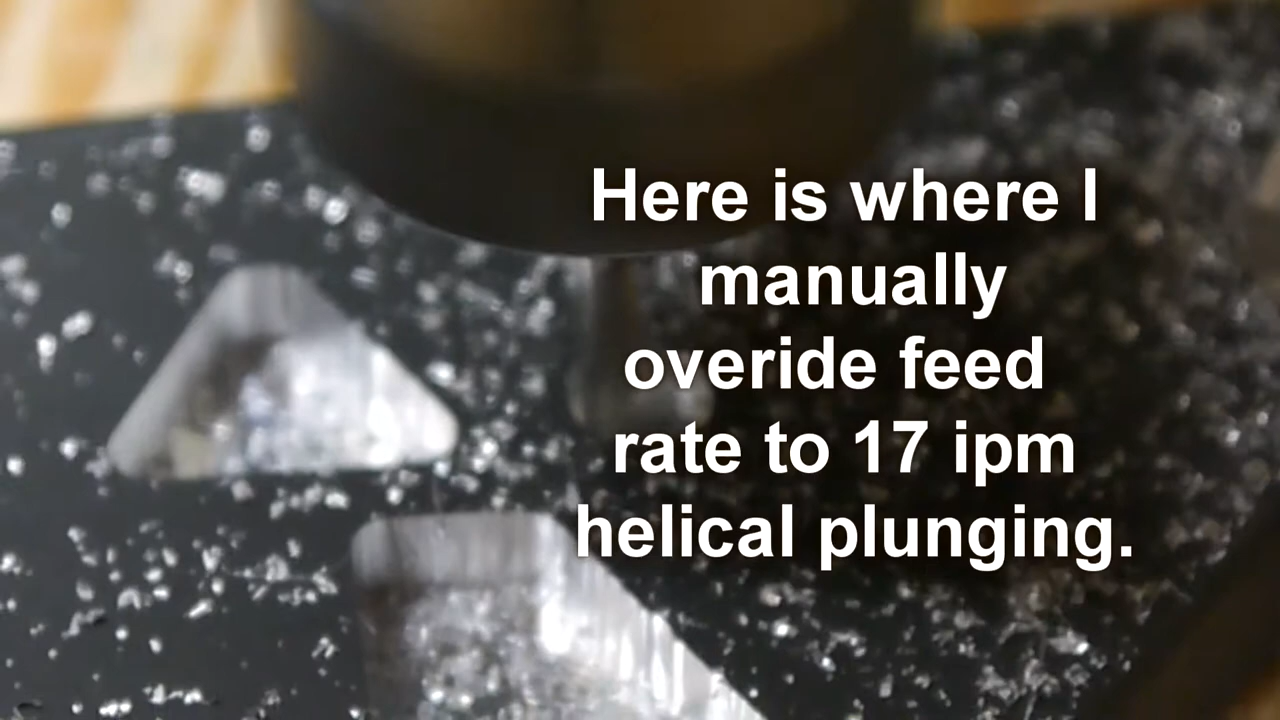 Here is where I
manually
overide feed
rate to 17 ipm
helical plunging.